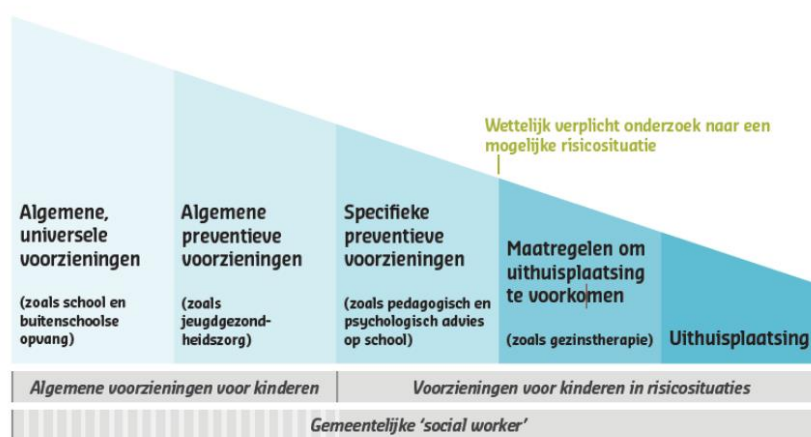 Wettelijk verplicht onderzoek naar een
mogelijke risicosituatie
Algemene,
universele
voorzieningen
(zoals school en
buitenschoolse
opvang)
Algemene
preventieve
voorzieningen
(zoals
jeugdgezond-
heidszorg)
Specifieke
preventieve
voorzieningen
(zoals pedagogisch en
psychologisch advies
op school)
Maatregelen om
uithuisplaatsing
te voorkomen
(zoals gezinstherapie)
Uithuisplaatsing
Algemene voorzieningen voor kinderen
Voorzieningen voor kinderen in risicosituaties
Gemeentelijke ‘social worker’